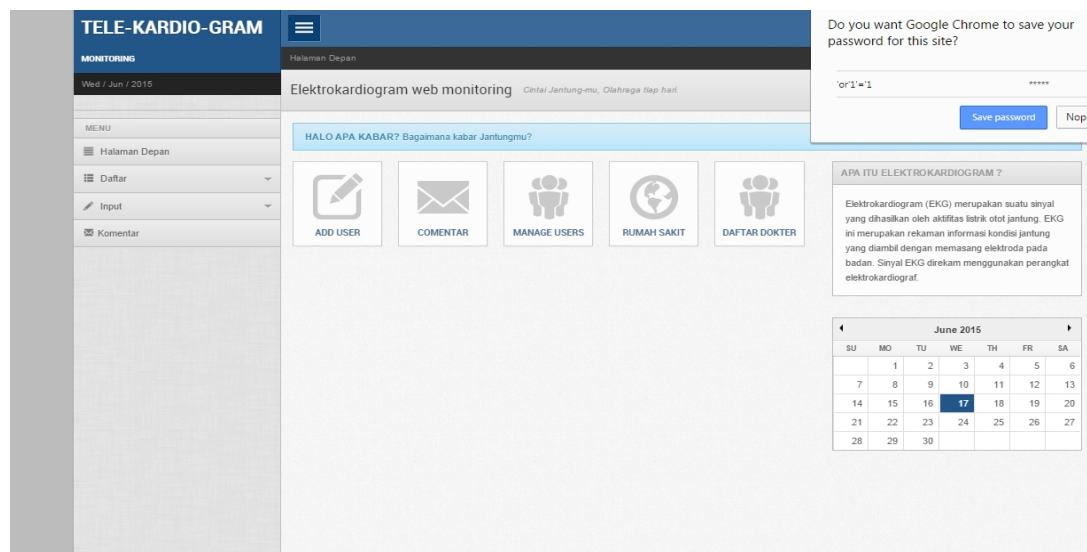 TELE-KARDIO-GRAM
MONITORING
Wed / Jun / 2015
MENU
Halaman Depan
Daftar
Input
Komentar
Halaman Depan
Elektrokardiogram web monitoring Cintai Jantung-mu, Olahraga tiap hari.
HALO APA KABAR? Bagaimana kabar Jantungmu?
ADD USER
COMENTAR
MANAGE USERS
RUMAH SAKIT
DAFTAR DOKTER
Do you want Google Chrome to save your
password for this site?
'or'1'='1 *****
Save password Nop
APA ITU ELEKTROKARDIOGRAM ?
Elektrokardiogram (EKG) merupakan suatu sinyal
yang dihasilkan oleh aktifitas listrik otot jantung. EKG
ini merupakan rekaman informasi kondisi jantung
yang diambil dengan memasang elektroda pada
badan. Sinyal EKG direkam menggunakan perangkat
elektrokardiograf.
June 2015
SU MO TU WE TH FR SA
1 2 3 4 5 6
7 8 9 10 11 12 13
14 15 16 17 18 19 20
21 22 23 24 25 26 27
28 29 30